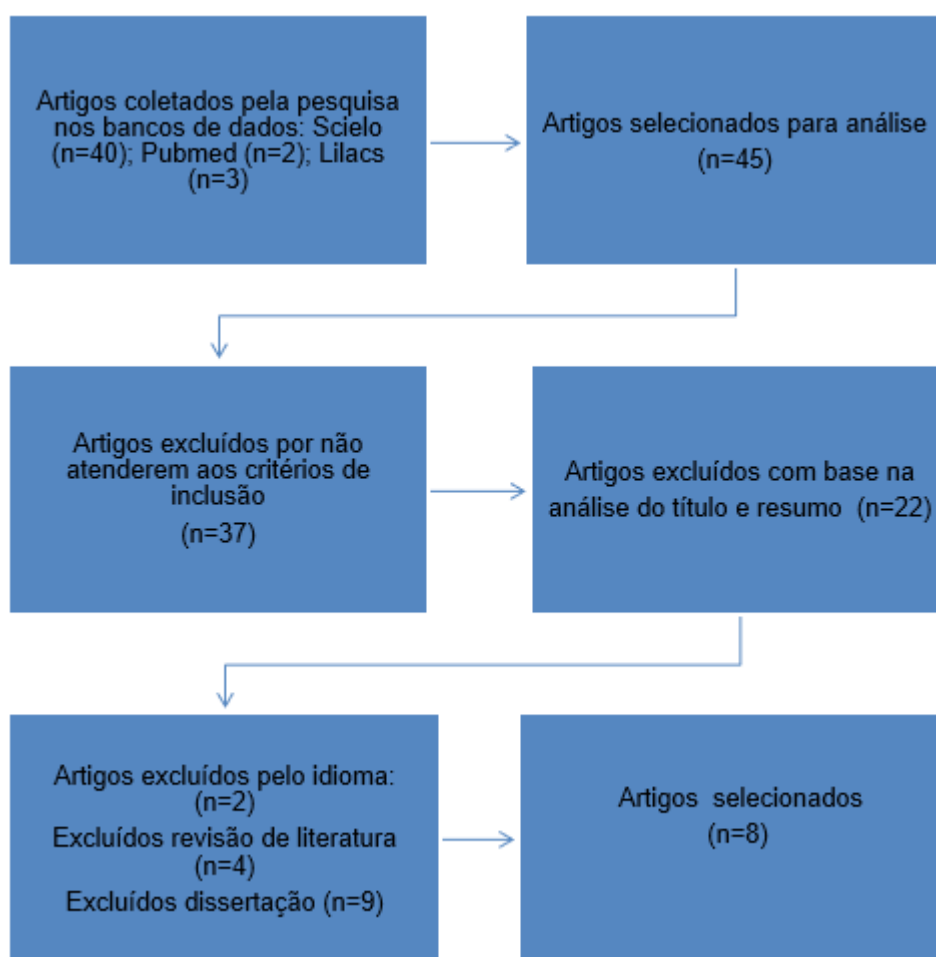 Artigos coletados pela pesquisa
nos bancos de dados: Scielo
(n=40); Pubmed (n=2); Lilacs
(n=3)
Artigos selecionados para análise
(n=45)
Artigos excluídos por não
atenderem aos critérios de
inclusão
(n=37)
Artigos excluídos com base na
análise do título e resumo (n=22)
Artigos excluídos pelo idioma:
(n=2)
Excluídos revisão de literatura
(n=4)
Excluídos dissertação (n=9)
Artigos selecionados
(n=8)